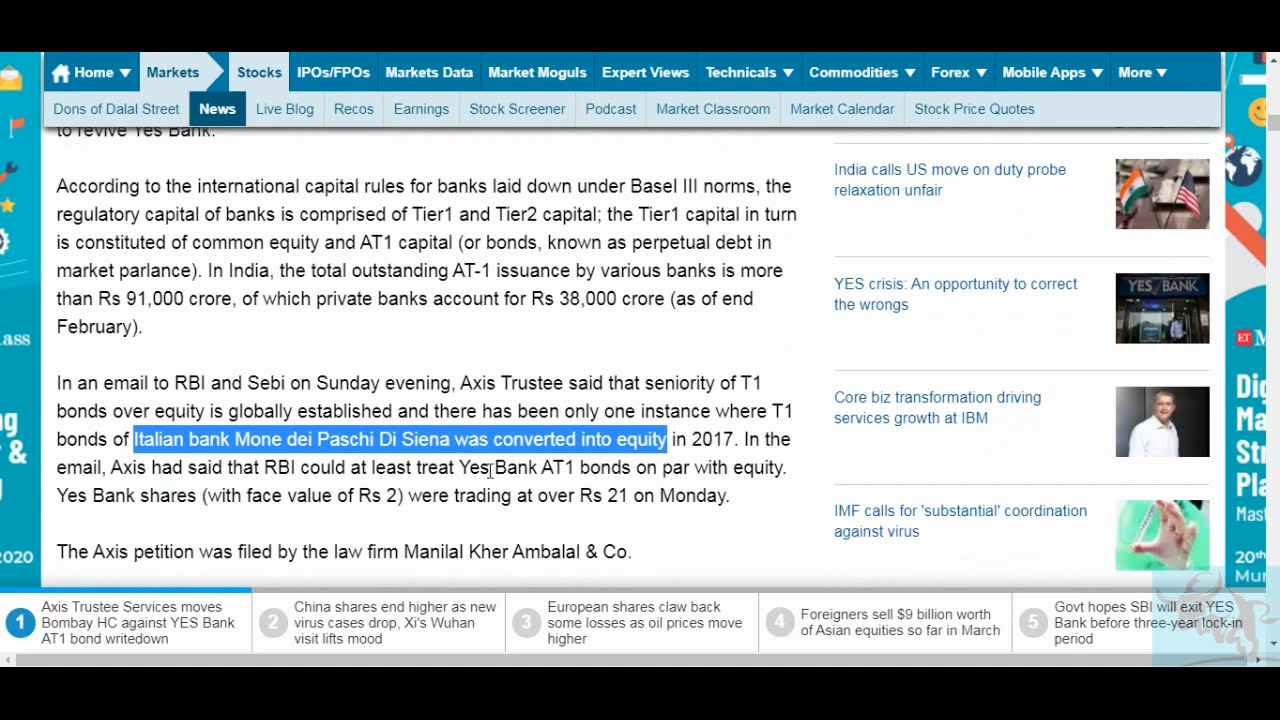 Home Markets Stocks IPOs/FPOs Markets Data Market Moguls Expert Views Technicals Commodities Forex Mobile Apps More
Dons of Dalal Street News Live Blog Recos Earnings Stock Screener Podcast Market Classroom Market Calendar Stock Price Quotes
to revive Yes Bank.
According to the international capital rules for banks laid down under Basel III norms, the
regulatory capital of banks is comprised of Tier1 and Tier2 capital; the Tier1 capital in turn
is constituted of common equity and AT1 capital (or bonds, known as perpetual debt in
market parlance). In India, the total outstanding AT-1 issuance by various banks is more
than Rs 91,000 crore, of which private banks account for Rs 38,000 crore (as of end
February).
In an email to RBI and Sebi on Sunday evening, Axis Trustee said that seniority of T1
bonds over equity is globally established and there has been only one instance where T1
bonds of Italian bank Mone dei Paschi Di Siena was converted into equity in 2017. In the
email, Axis had said that RBI could at least treat Yes Bank AT1 bonds on par with equity.
Yes Bank shares (with face value of Rs 2) were trading at over Rs 21 on Monday.
The Axis petition was filed by the law firm Manilal Kher Ambalal & Co.
India calls US move on duty probe
relaxation unfair
YES crisis: An opportunity to correct
the wrongs
YES BANK
Core biz transformation driving
services growth at IBM
IMF calls for 'substantial' coordination
against virus
ass
ng
&
2020
ET M
Dig
Ma
Stra
Pla
Mast
20th
Mur
1
Axis Trustee Services moves
Bombay HC against YES Bank
AT1 bond writedown
2
China shares end higher as new
virus cases drop, Xi's Wuhan
visit lifts mood
3
European shares claw back
some losses as oil prices move
higher
4
Foreigners sell $9 billion worth
of Asian equities so far in March
5
Govt hopes SBI will exit YES
Bank before three-year lock-in
period